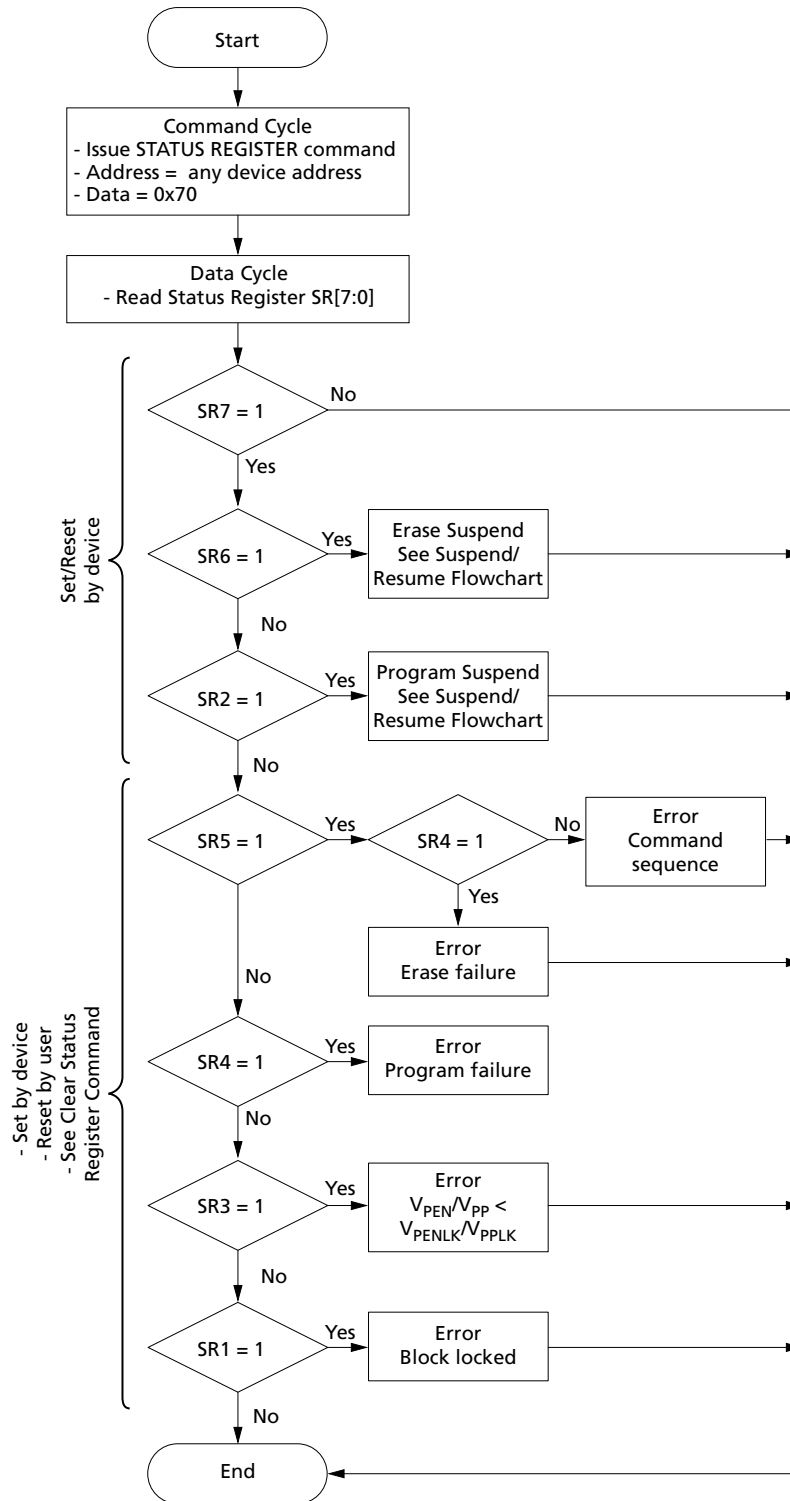 Start
Command Cycle
- Issue STATUS REGISTER command
- Address = any device address
- Data = 0x70
Data Cycle
- Read Status Register SR[7:0]
Set/Reset
by device
SR7 = 1
No
Yes
SR6 = 1
Yes
Erase Suspend
See Suspend/
Resume Flowchart
No
SR2 = 1
Yes
Program Suspend
See Suspend/
Resume Flowchart
No
- Set by device
- Reset by user
- See Clear Status
Register Command
SR5 = 1
Yes
SR4 = 1
No
Error
Command
sequence
Yes
Error
Erase failure
No
SR4 = 1
Yes
Error
Program failure
No
SR3 = 1
Yes
Error
VPEN/VPP <
VPENLK/VPPLK
No
SR1 = 1
Yes
Error
Block locked
No
End